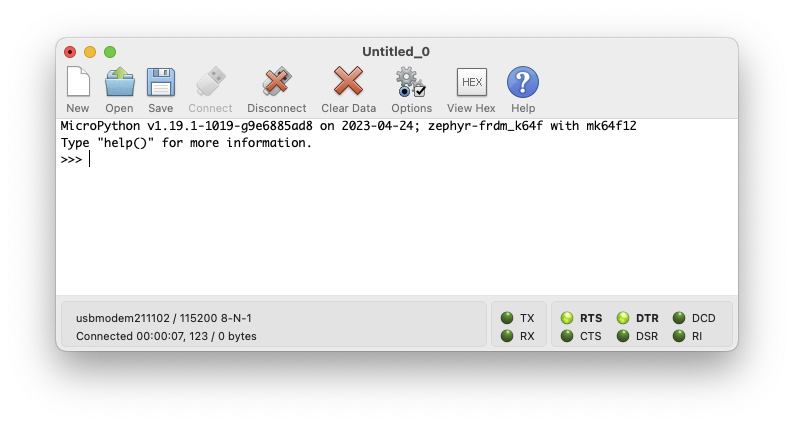 Untitled_0
New Open Save Connect Disconnect Clear Data Options HEX View Hex ? Help
MicroPython v1.19.1-1019-g9e6885ad8 on 2023-04-24; zephyr-frdm_k64f with mk64f12
Type "help()" for more information.
>>>
usbmodem211102 / 115200 8-N-1
Connected 00:00:07, 123 / 0 bytes
TX RTS DTR DCD
RX CTS DSR RI